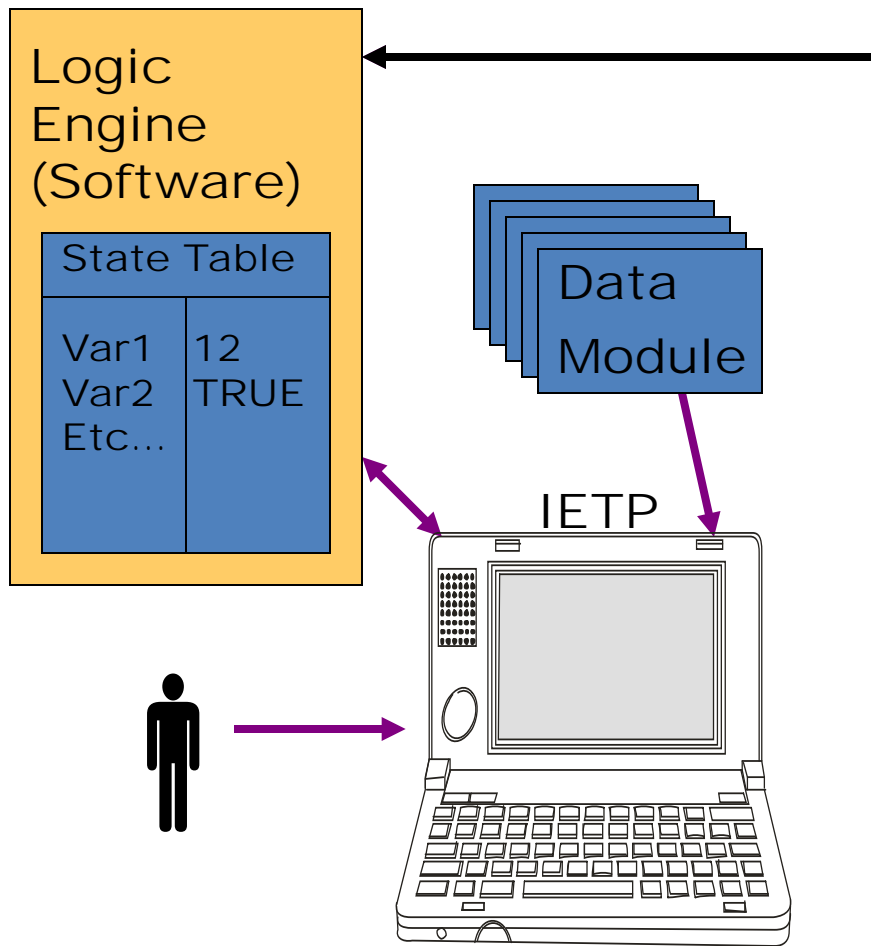 Logic
Engine
(Software)
State Table
Var1 12
Var2 TRUE
Etc...
Data
Module
IETP